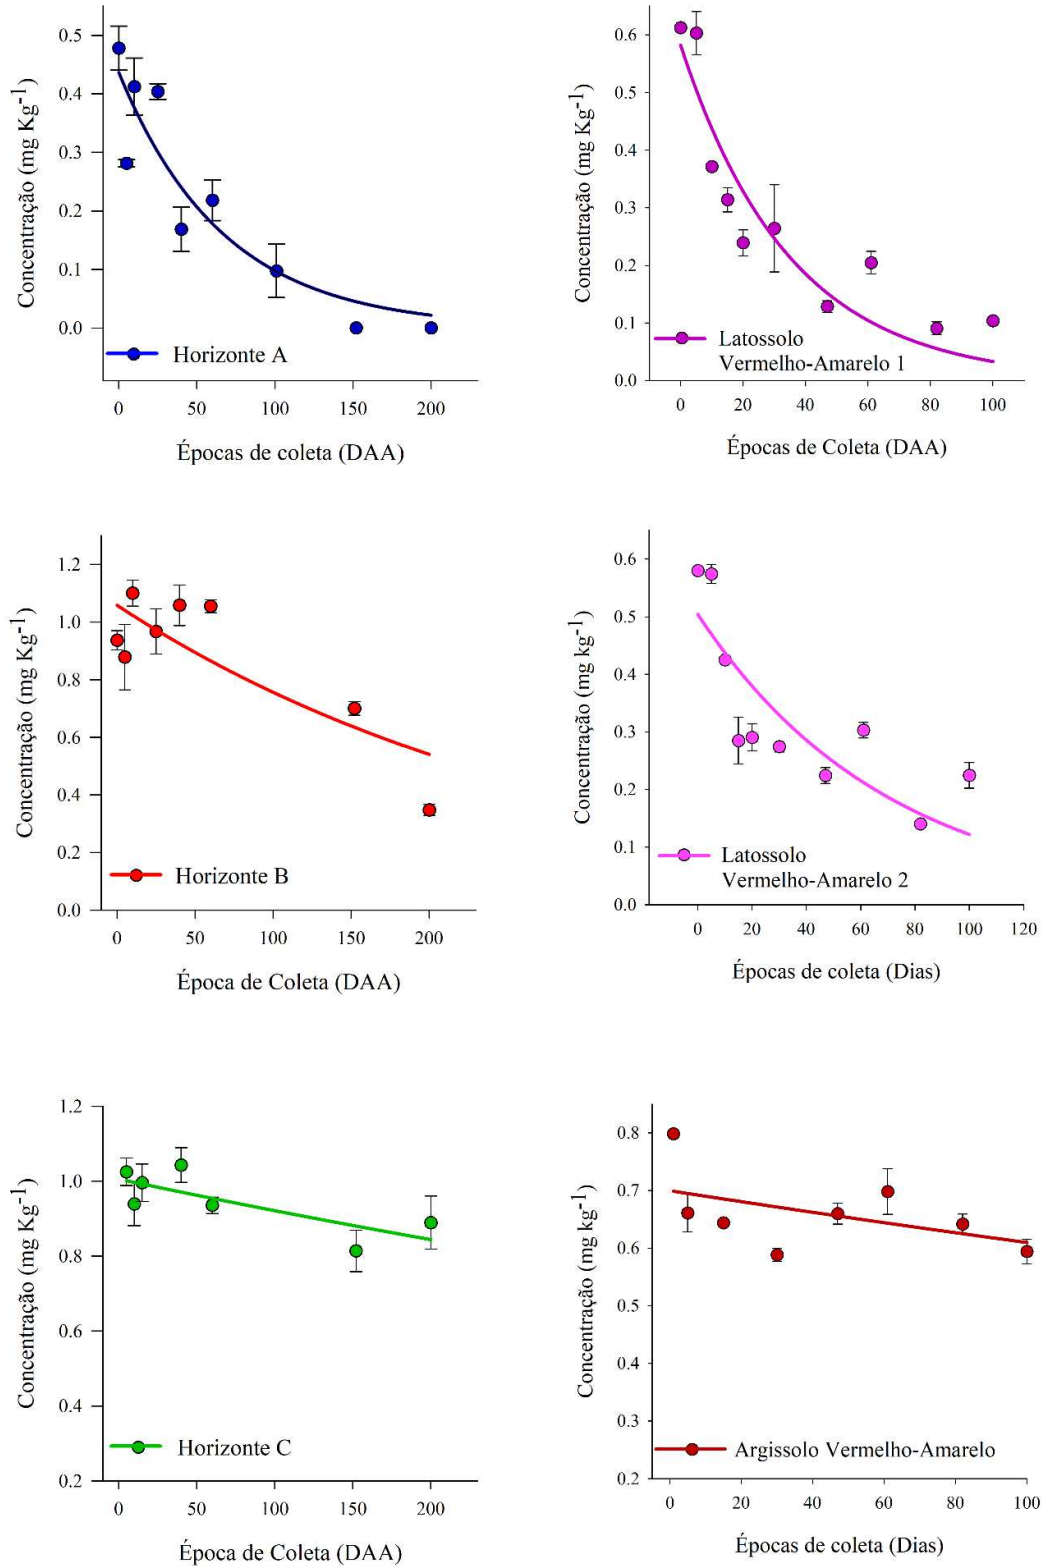 0.5
0.4
0.3
0.2
0.1
0.0
Concentração (mg Kg-1)
Horizonte A
0 50 100 150 200
Épocas de coleta (DAA)
0.6
0.5
0.4
0.3
0.2
0.1
0.0
Concentração (mg Kg-1)
Latossolo
Vermelho-Amarelo 1
0 20 40 60 80 100
Épocas de Coleta (DAA)
1.2
1.0
0.8
0.6
0.4
0.2
0.0
Concentração (mg Kg-1)
Horizonte B
0 50 100 150 200
Época de Coleta (DAA)
0.6
0.5
0.4
0.3
0.2
0.1
0.0
Concentração (mg kg-1)
Latossolo
Vermelho-Amarelo 2
0 20 40 60 80 100 120
Épocas de coleta (Dias)
1.2
1.0
0.8
0.6
0.4
0.2
Concentração (mg Kg-1)
Horizonte C
0 50 100 150 200
Época de Coleta (DAA)
0.8
0.7
0.6
0.5
0.4
0.3
0.2
Concentração (mg kg-1)
Argissolo Vermelho-Amarelo
0 20 40 60 80 100
Épocas de coleta (Dias)